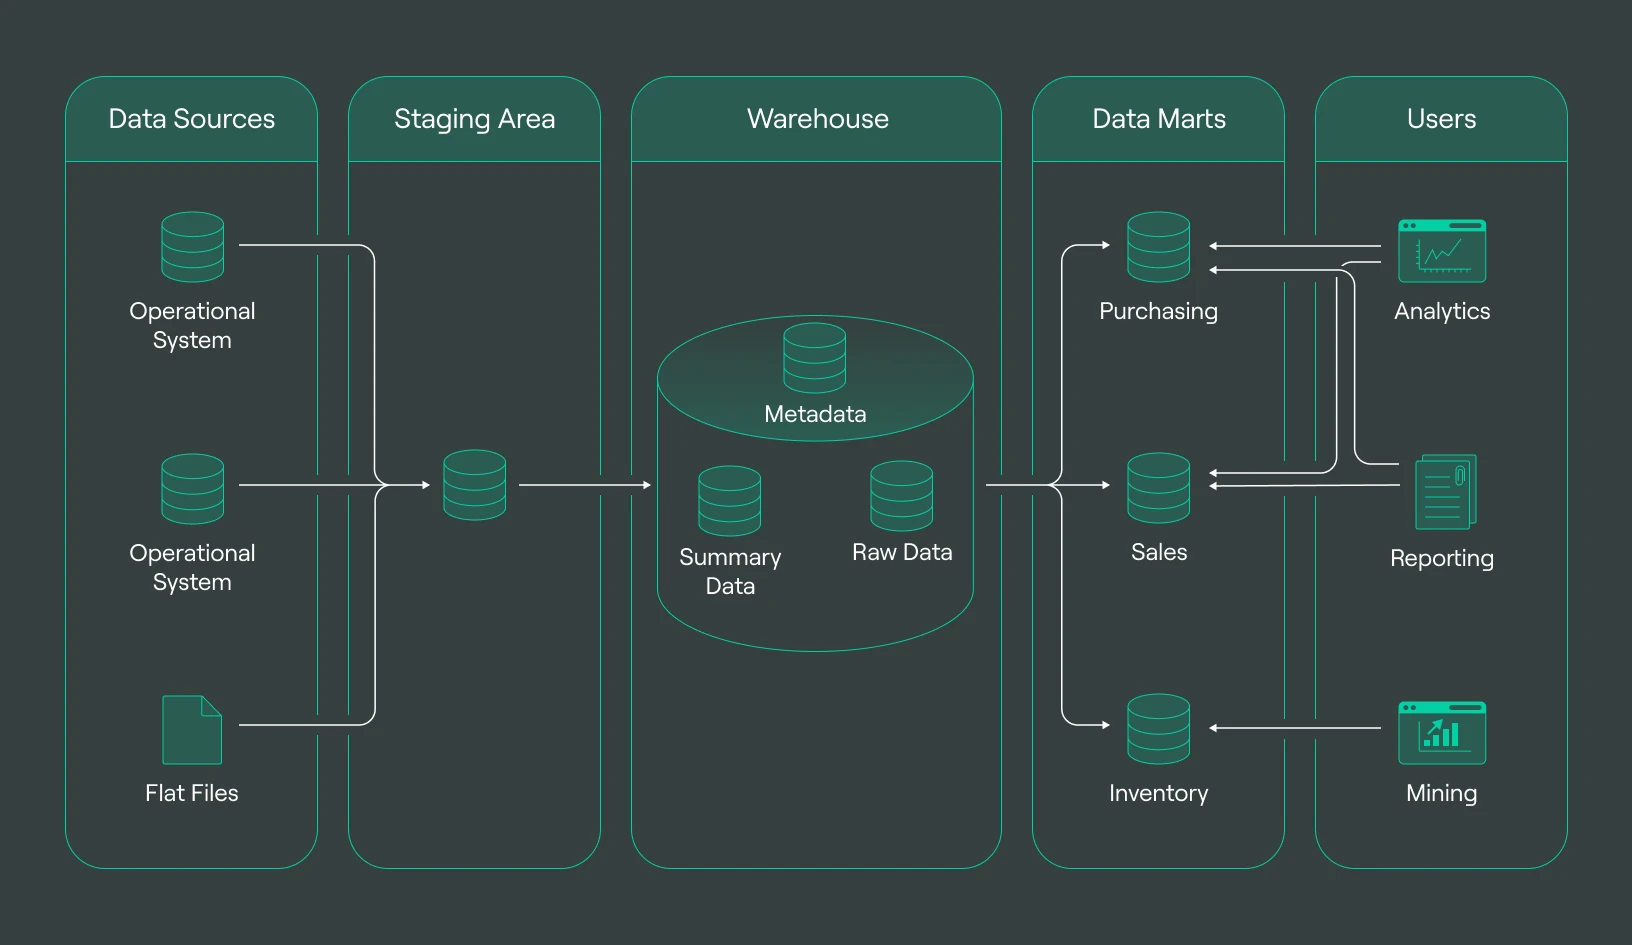 Data Sources
Staging Area
Warehouse
Data Marts
Users
Operational
System
Operational
System
Flat Files
Metadata
Summary
Data
Raw Data
Purchasing
Sales
Inventory
Analytics
Reporting
Mining